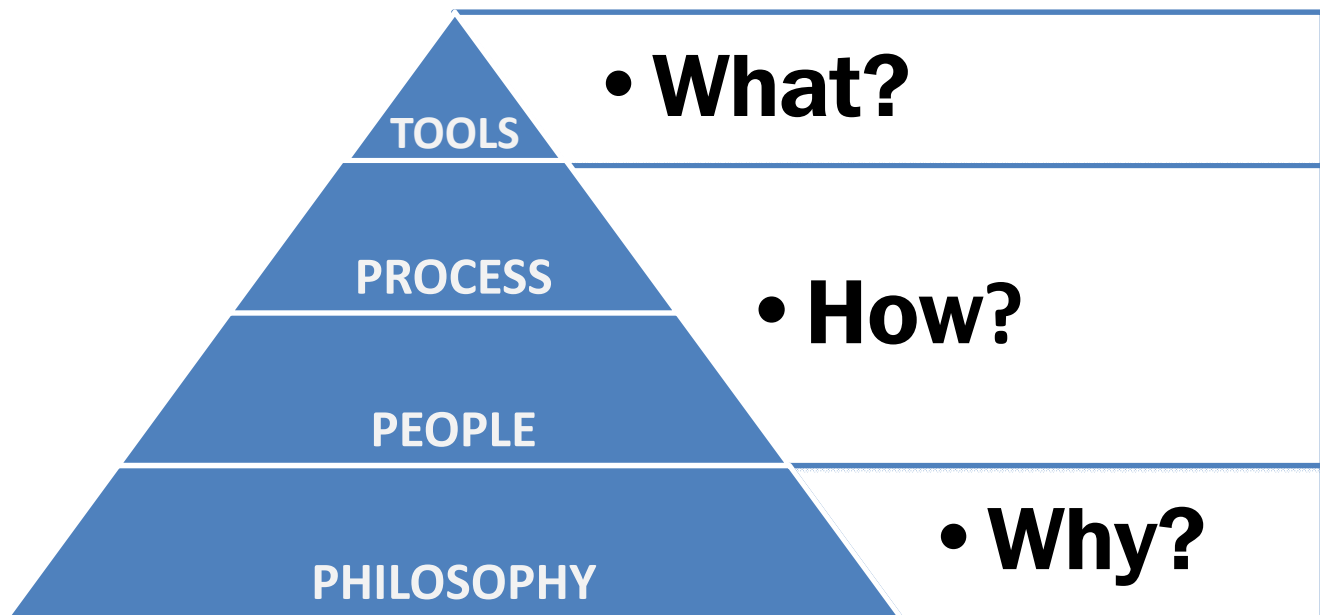 • What?
TOOLS
PROCESS
• How?
PEOPLE
• Why?
PHILOSOPHY